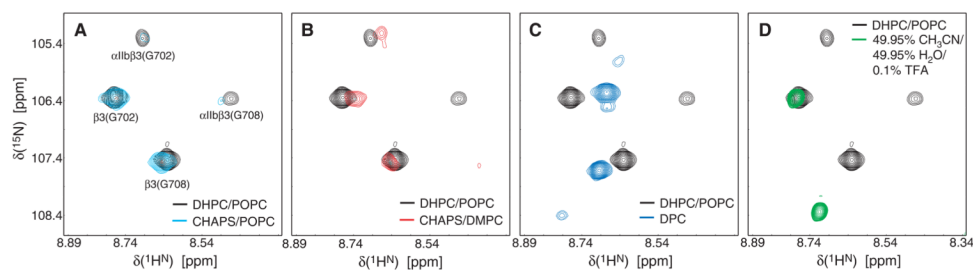 A
αIIbβ3(G702)
β3(G702)
αIIbβ3(G708)
β3(G708)
DHPC/POPC
CHAPS/POPC
105.4
106.4
107.4
108.4
δ(¹⁵N) [ppm]
8.89
8.74
8.54
δ(¹Hᴺ) [ppm]
B
DHPC/POPC
CHAPS/DMPC
8.89
8.74
8.54
δ(¹Hᴺ) [ppm]
C
DHPC/POPC
DPC
8.89
8.74
8.54
δ(¹Hᴺ) [ppm]
D
DHPC/POPC
49.95% CH₃CN/
49.95% H₂O/
0.1% TFA
8.89
8.74
8.54
8.34
δ(¹Hᴺ) [ppm]